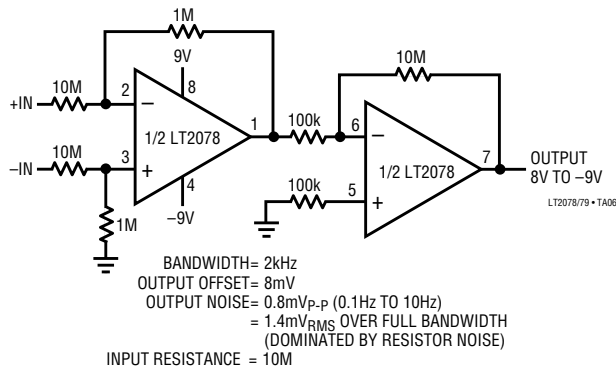 1M
10M
9V
10M
+IN
2
8
–
1
100k
6
–
1/2 LT2078
7
OUTPUT
8V TO –9V
–IN
10M
3
+
1/2 LT2078
4
100k
5
+
LT2078/79 • TA06
1M
–9V
BANDWIDTH= 2kHz
OUTPUT OFFSET= 8mV
OUTPUT NOISE= 0.8mVP-P (0.1Hz TO 10Hz)
= 1.4mVRMS OVER FULL BANDWIDTH
(DOMINATED BY RESISTOR NOISE)
INPUT RESISTANCE = 10M